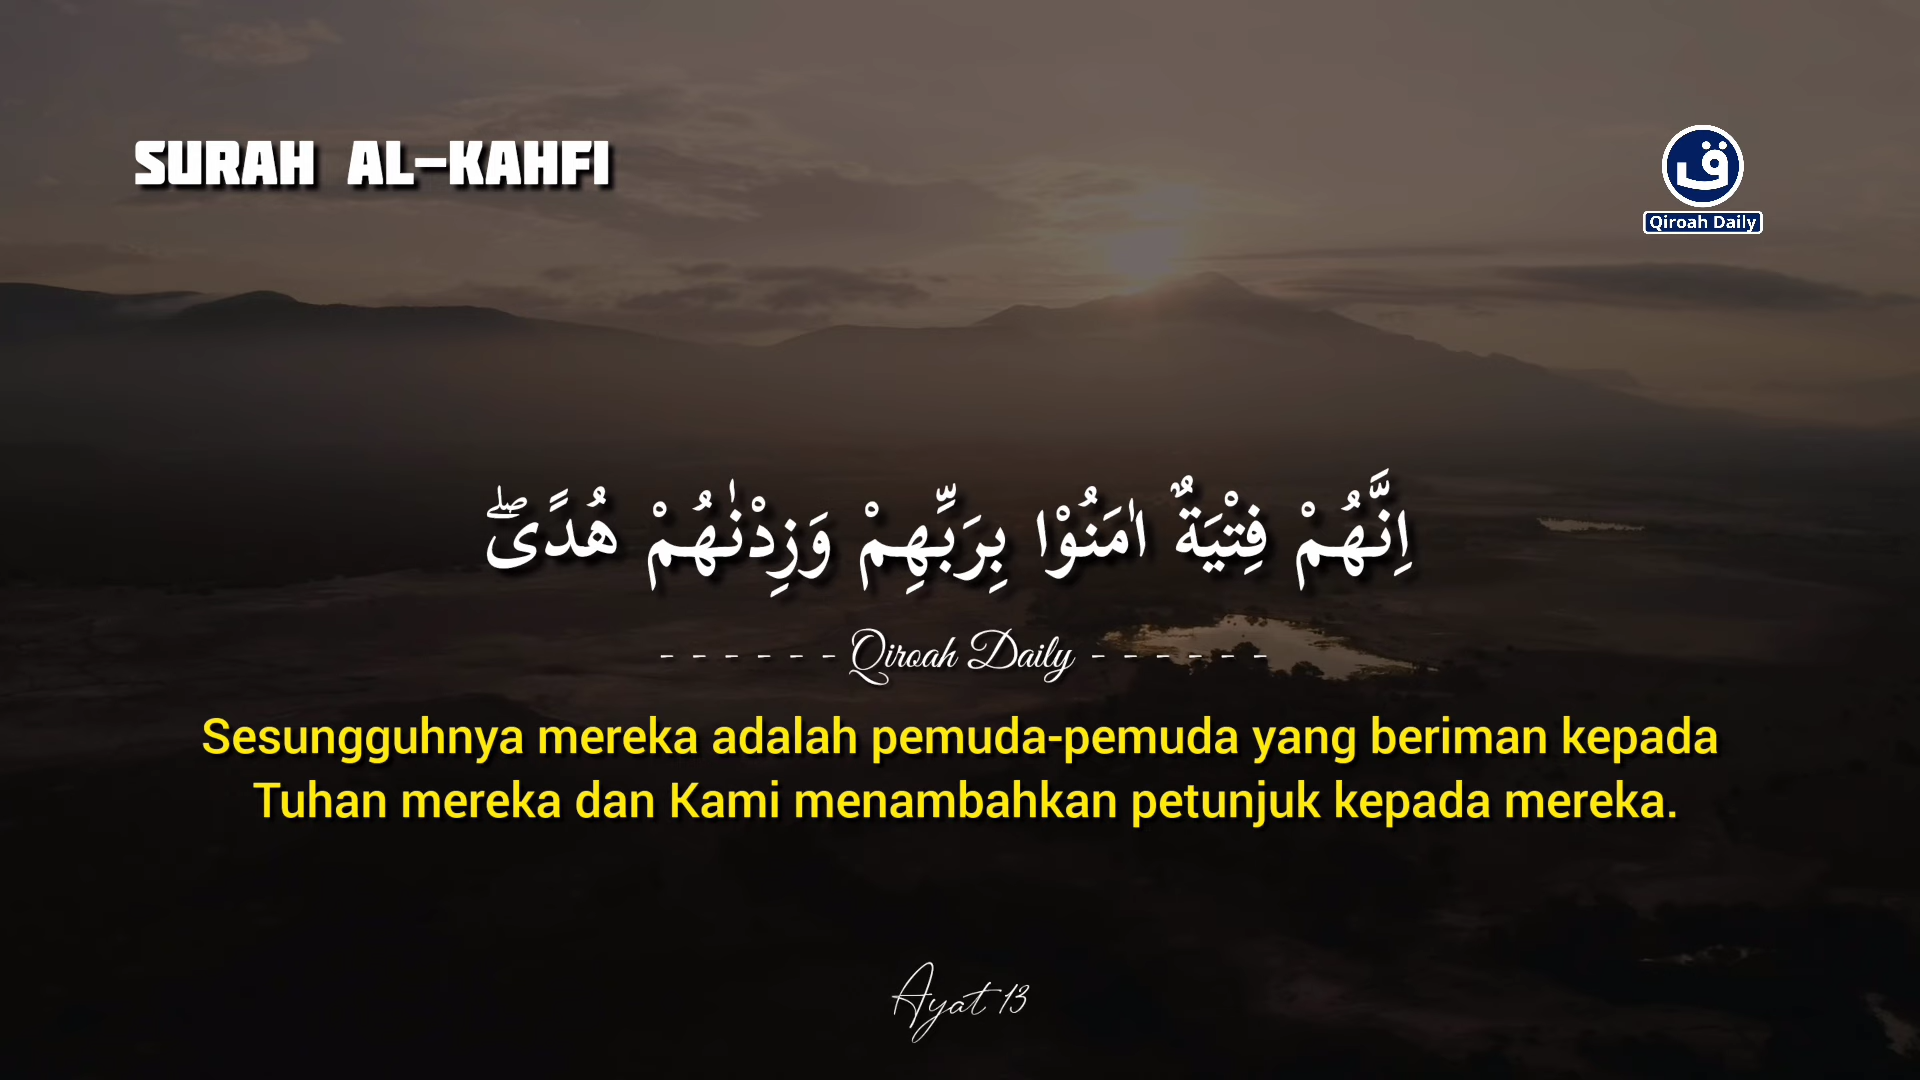 SURAH AL-KAHFI
ق
Qiroah Daily
اِنَّهُمْ فِتْيَةٌ اٰمَنُوْا بِرَبِّهِمْ وَزِدْنٰهُمْ هُدًىۖ
- - - - - - Qiroah Daily - - - - - -
Sesungguhnya mereka adalah pemuda-pemuda yang beriman kepada
Tuhan mereka dan Kami menambahkan petunjuk kepada mereka.
Ayat 13